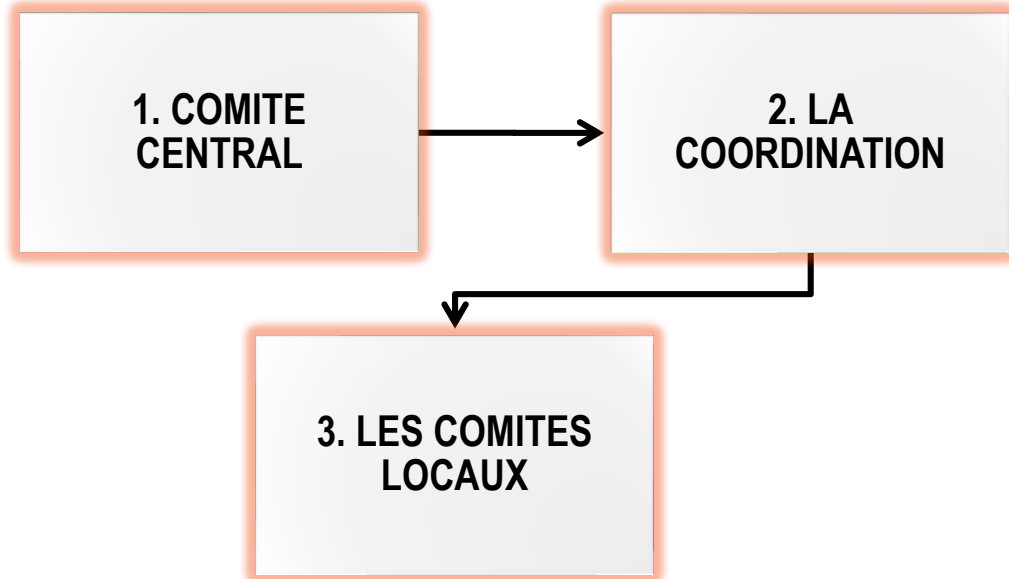 1. COMITE
CENTRAL
2. LA
COORDINATION
3. LES COMITES
LOCAUX